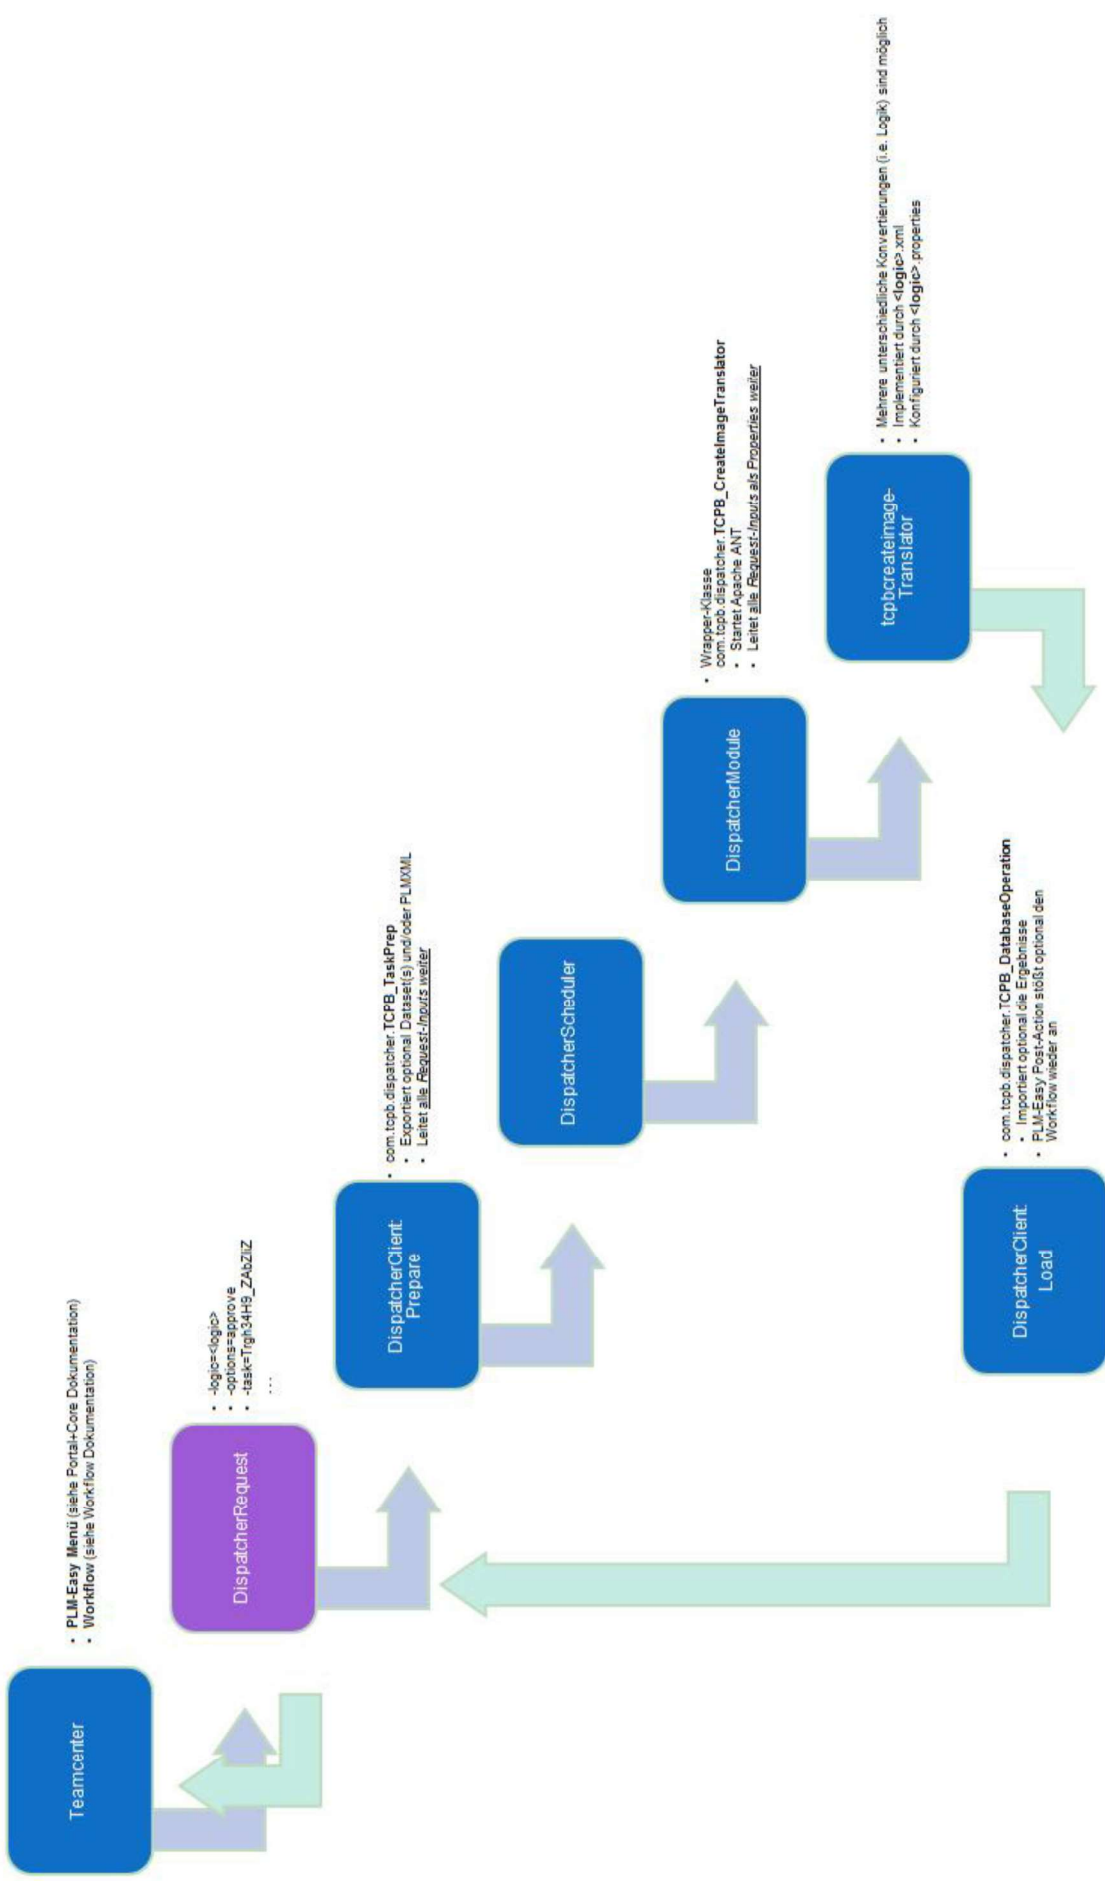 Teamcenter
• PLM-Easy Menü (siehe Portal+Core Dokumentation)
• Workflow (siehe Workflow Dokumentation)
DispatcherRequest
• -logic=<logic>
• -options=approve
• -task=Trgh34H9_ZAbZliZ
. . .
DispatcherClient:
Prepare
• com.tcpb.dispatcher.TCPB_TaskPrep
• Exportiert optional Dataset(s) und/oder PLMXML
• Leitet alle Request-Inputs weiter
DispatcherScheduler
DispatcherModule
• Wrapper-Klasse
com.tcpb.dispatcher.TCPB_CreateImageTranslator
• Startet Apache ANT
• Leitet alle Request-Inputs als Properties weiter
tcpbcreateimage-
Translator
• Mehrere unterschiedliche Konvertierungen (i.e. Logik) sind möglich
• Implementiert durch <logic>.xml
• Konfiguriert durch <logic>.properties
DispatcherClient:
Load
• com.tcpb.dispatcher.TCPB_DatabaseOperation
• Importiert optional die Ergebnisse
• PLM-Easy Post-Action stößt optional den
Workflow wieder an